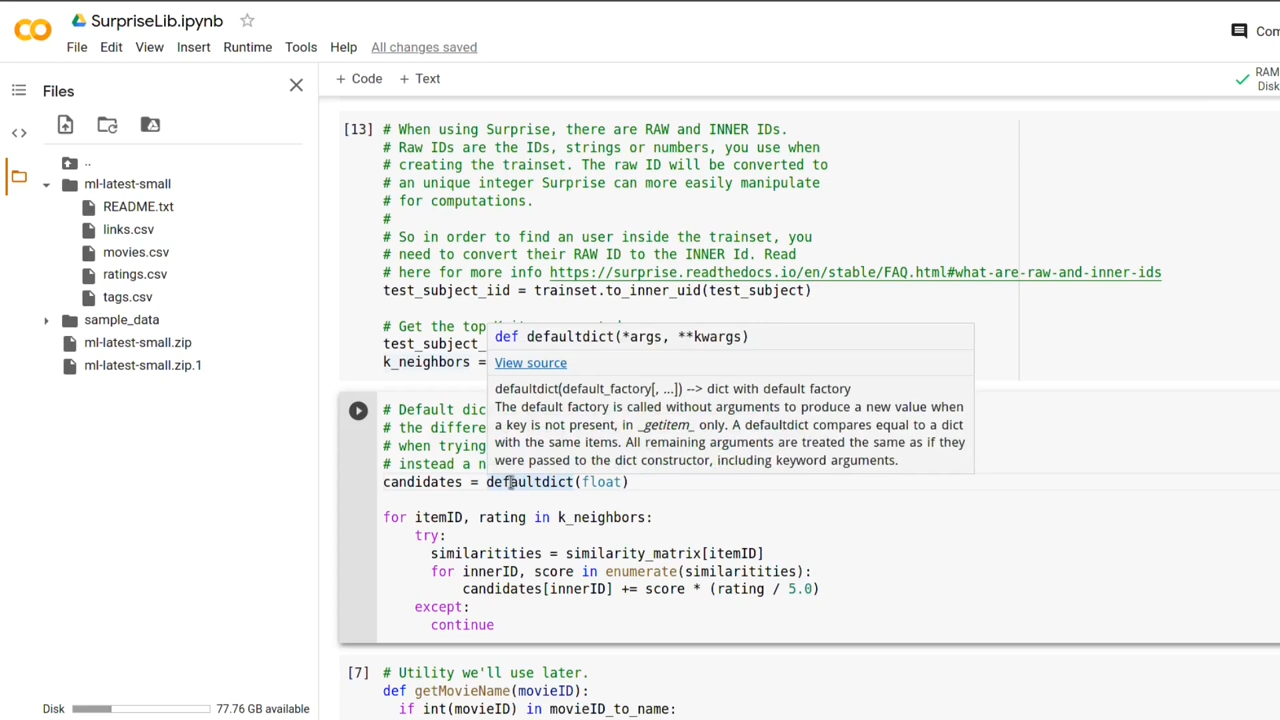 SurpriseLib.ipynb
File Edit View Insert Runtime Tools Help All changes saved
Com
Files
+ Code + Text
RAM
Disk
..
ml-latest-small
README.txt
links.csv
movies.csv
ratings.csv
tags.csv
sample_data
ml-latest-small.zip
ml-latest-small.zip.1
Disk 77.76 GB available
[13] # When using Surprise, there are RAW and INNER IDs.
# Raw IDs are the IDs, strings or numbers, you use when
# creating the trainset. The raw ID will be converted to
# an unique integer Surprise can more easily manipulate
# for computations.
#
# So in order to find an user inside the trainset, you
# need to convert their RAW ID to the INNER Id. Read
# here for more info https://surprise.readthedocs.io/en/stable/FAQ.html#what-are-raw-and-inner-ids
test_subject_iid = trainset.to_inner_uid(test_subject)
# Get the top
test_subject_
k_neighbors =
def defaultdict(*args, **kwargs)
View source
defaultdict(default_factory[, ...]) --> dict with default factory
The default factory is called without arguments to produce a new value when
a key is not present, in _getitem_ only. A defaultdict compares equal to a dict
with the same items. All remaining arguments are treated the same as if they
were passed to the dict constructor, including keyword arguments.
# Default dic
# the differe
# when trying
# instead a n
candidates = defaultdict(float)
for itemID, rating in k_neighbors:
try:
similaritities = similarity_matrix[itemID]
for innerID, score in enumerate(similaritities):
candidates[innerID] += score * (rating / 5.0)
except:
continue
[7] # Utility we'll use later.
def getMovieName(movieID):
if int(movieID) in movieID_to_name: